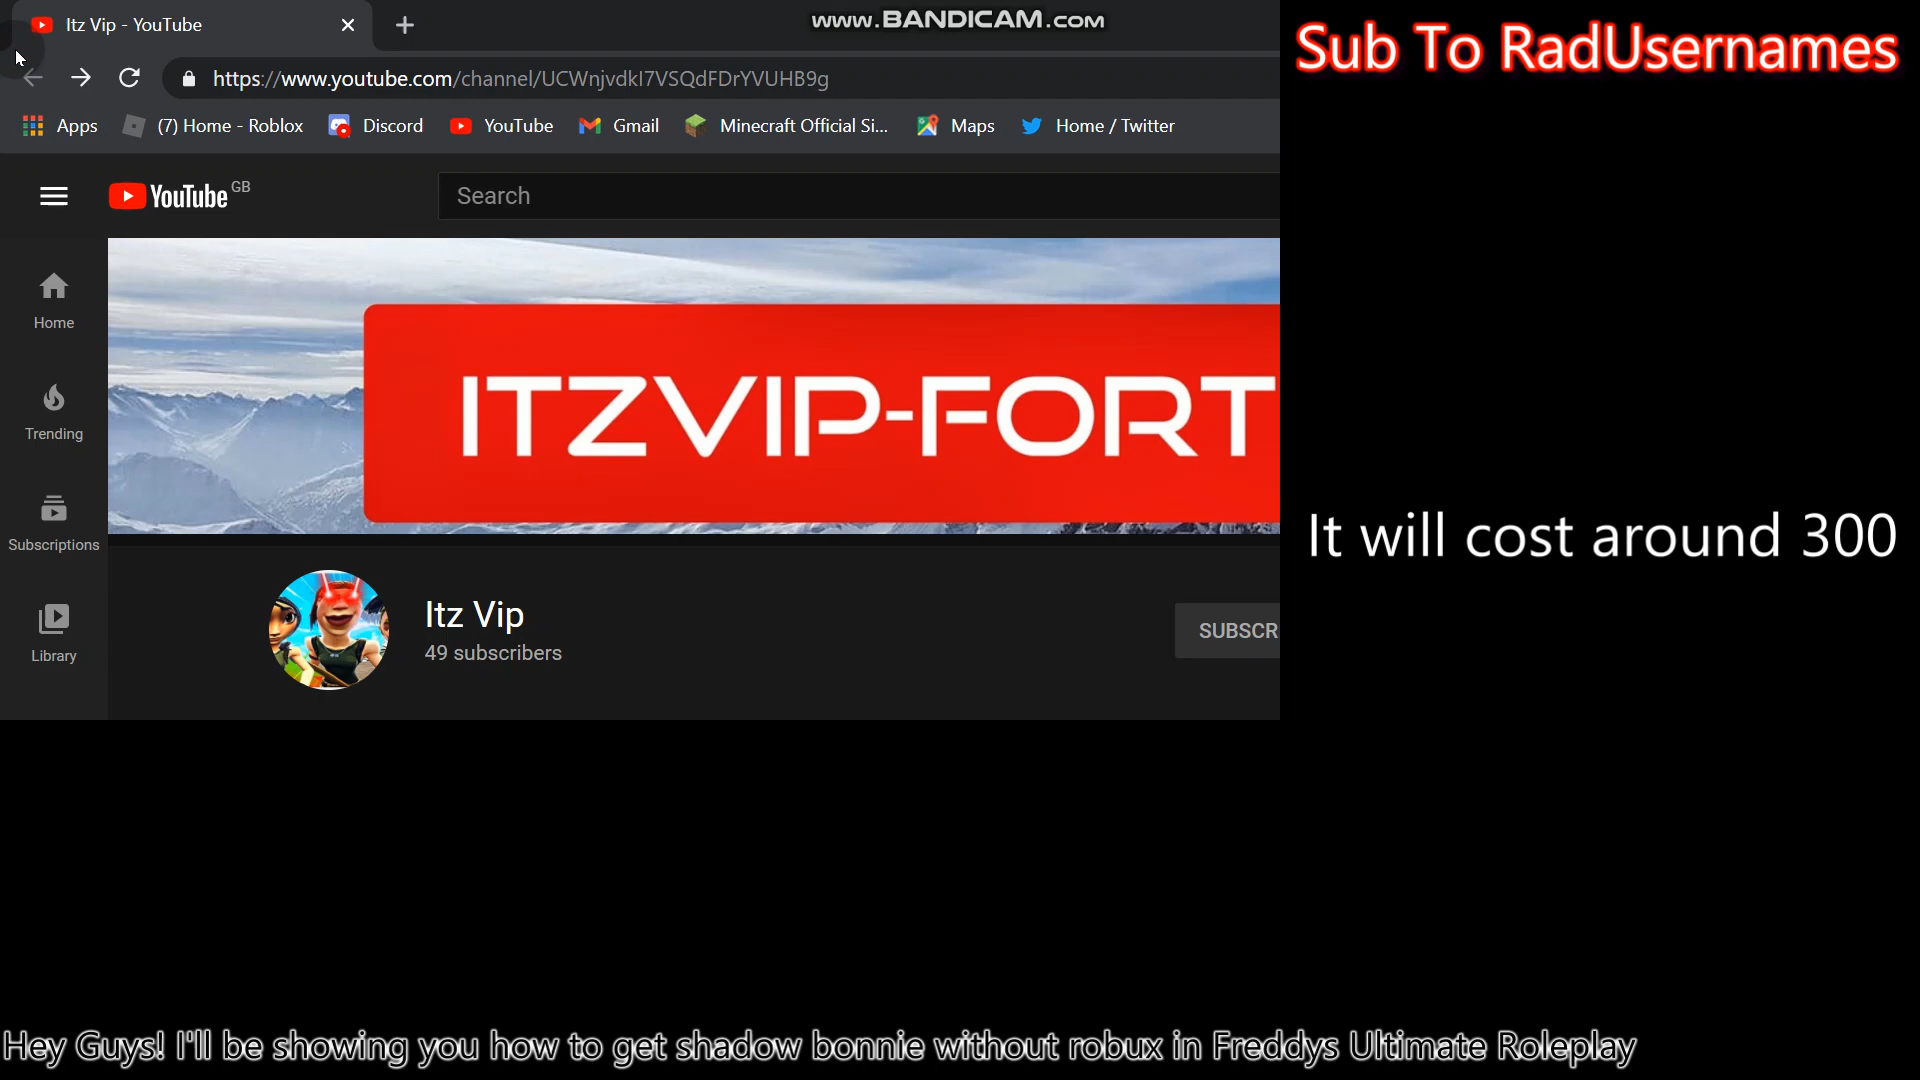 Itz Vip - YouTube
www.BANDICAM.com
Sub To RadUsernames
https://www.youtube.com/channel/UCWnjvdkI7VSQdFDrYVUHB9g
Apps
(7) Home - Roblox
Discord
YouTube
Gmail
Minecraft Official Si...
Maps
Home / Twitter
YouTube GB
Search
Home
Trending
Subscriptions
Library
ITZVIP-FORT
It will cost around 300
Itz Vip
49 subscribers
SUBSCR
Hey Guys! I'll be showing you how to get shadow bonnie without robux in Freddys Ultimate Roleplay